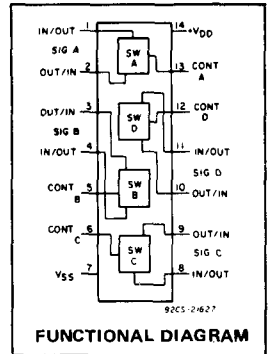 IN/OUT 1 14 +VDD
SIG A SW A
2 13 CONT A
OUT/IN
OUT/IN 3 12 CONT D
SIG B SW D
IN/OUT 4 11 IN/OUT
SIG D
CONT B 5 SW B 10 OUT/IN
CONT C 6 9 OUT/IN
SW C SIG C
VSS 7 8 IN/OUT
92CS-21627
FUNCTIONAL DIAGRAM